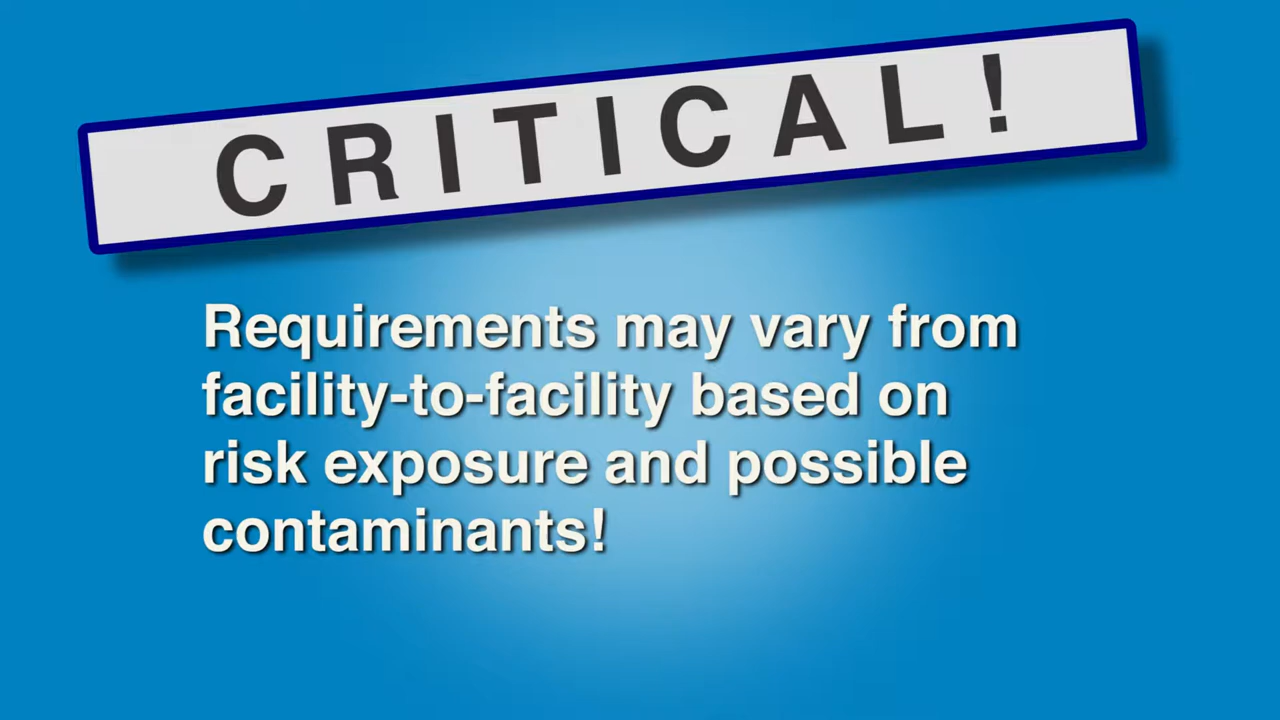 CRITICAL!
Requirements may vary from
facility-to-facility based on
risk exposure and possible
contaminants!